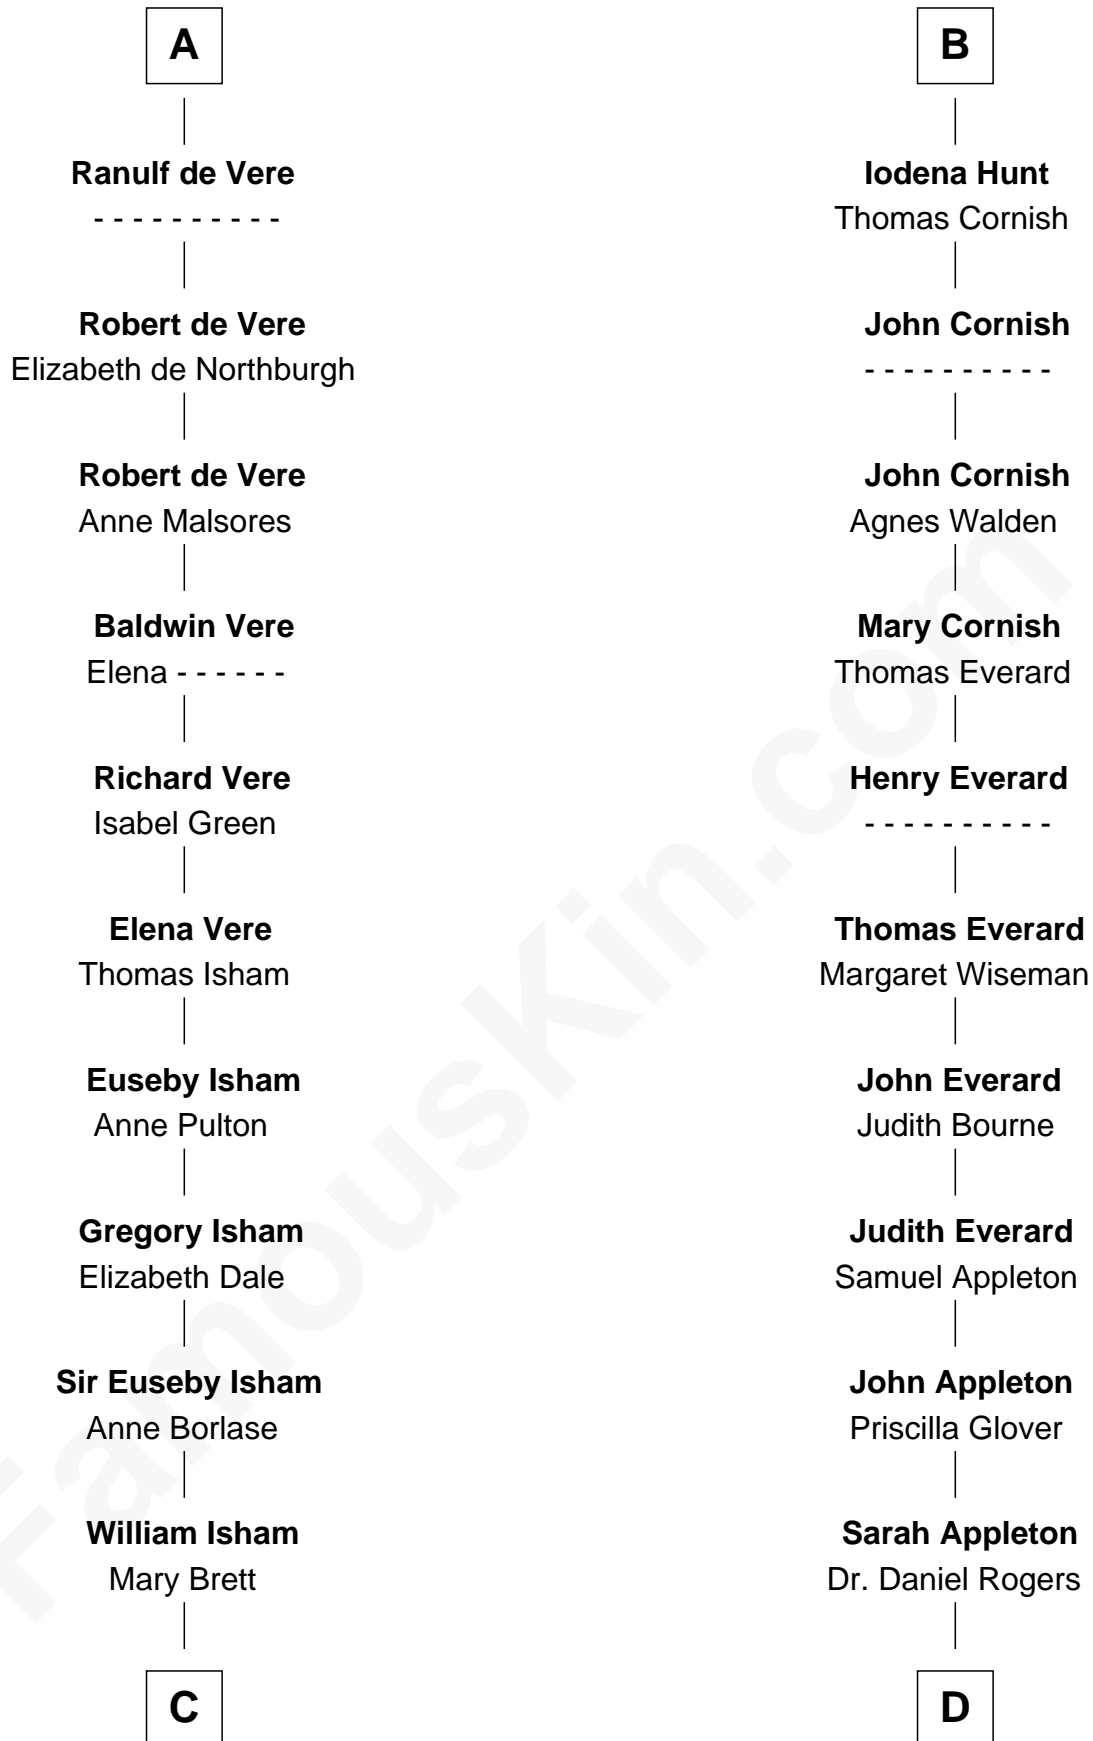 A
Ranulf de Vere
- - - - - - - - - -
Robert de Vere
Elizabeth de Northburgh
Robert de Vere
Anne Malsores
Baldwin Vere
Elena - - - - - -
Richard Vere
Isabel Green
Elena Vere
Thomas Isham
Euseby Isham
Anne Pulton
Gregory Isham
Elizabeth Dale
Sir Euseby Isham
Anne Borlase
William Isham
Mary Brett
C
B
Iodena Hunt
Thomas Cornish
John Cornish
- - - - - - - - - -
John Cornish
Agnes Walden
Mary Cornish
Thomas Everard
Henry Everard
- - - - - - - - - -
Thomas Everard
Margaret Wiseman
John Everard
Judith Bourne
Judith Everard
Samuel Appleton
John Appleton
Priscilla Glover
Sarah Appleton
Dr. Daniel Rogers
D
FamousKin.com